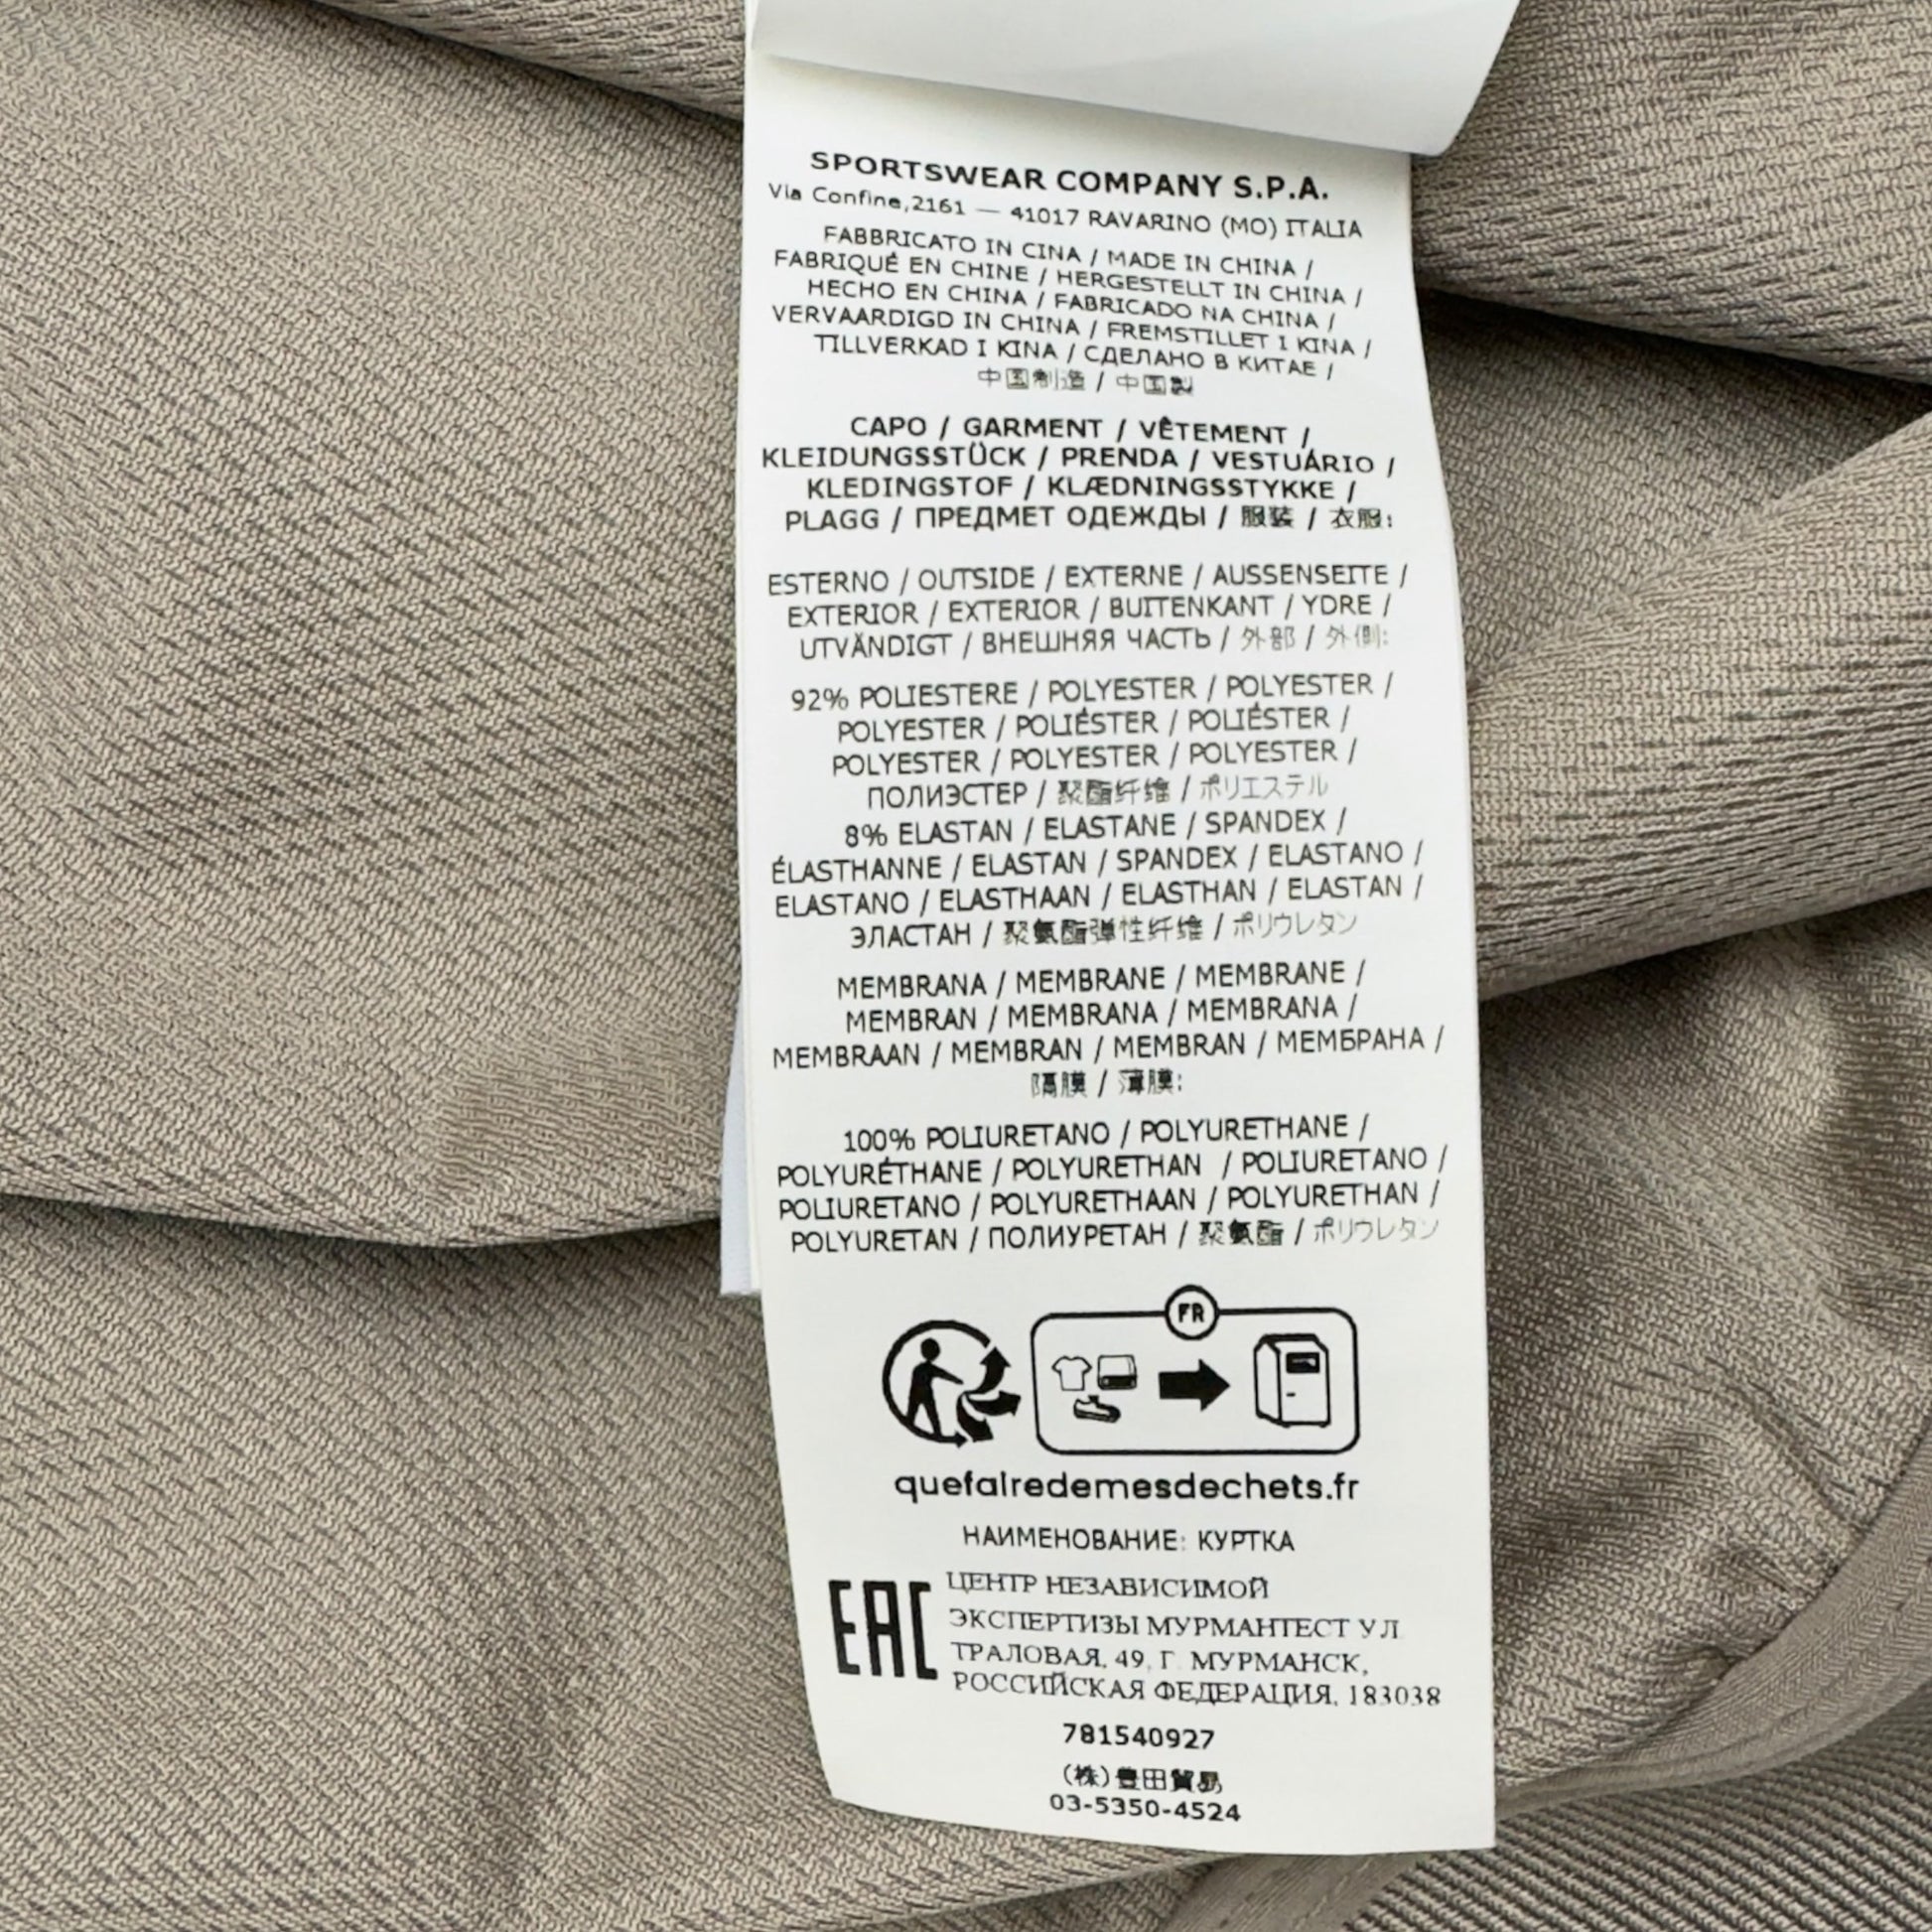 SPORTSWEAR COMPANY S.P.A.
Via Confine,2161 — 41017 RAVARINO (MO) ITALIA
FABBRICATO IN CINA / MADE IN CHINA /
FABRIQUÉ EN CHINE / HERGESTELLT IN CHINA /
HECHO EN CHINA / FABRICADO NA CHINA /
VERVAARDIGD IN CHINA / FREMSTILLET I KINA /
TILLVERKAD I KINA / СДЕЛАНО В КИТАЕ /
中国制造 / 中国製
CAPO / GARMENT / VÊTEMENT /
KLEIDUNGSSTÜCK / PRENDA / VESTUÁRIO /
KLEDINGSTOF / KLÆDNINGSSTYKKE /
PLAGG / ПРЕДМЕТ ОДЕЖДЫ / 服装 / 衣服:
ESTERNO / OUTSIDE / EXTERNE / AUSSENSEITE /
EXTERIOR / EXTERIOR / BUITENKANT / YDRE /
UTVÄNDIGT / ВНЕШНЯЯ ЧАСТЬ / 外部 / 外側:
92% POLIESTERE / POLYESTER / POLYESTER /
POLYESTER / POLIÉSTER / POLIÉSTER /
POLYESTER / POLYESTER / POLYESTER /
ПОЛИЭСТЕР / 聚酯纤维 / ポリエステル
8% ELASTAN / ELASTANE / SPANDEX /
ÉLASTHANNE / ELASTAN / SPANDEX / ELASTANO /
ELASTANO / ELASTHAAN / ELASTHAN / ELASTAN /
ЭЛАСТАН / 聚氨酯弹性纤维 / ポリウレタン
MEMBRANA / MEMBRANE / MEMBRANE /
MEMBRAN / MEMBRANA / MEMBRANA /
MEMBRAAN / MEMBRAN / MEMBRAN / МЕМБРАНА /
隔膜 / 薄膜:
100% POLIURETANO / POLYURETHANE /
POLYURÉTHANE / POLYURETHAN / POLIURETANO /
POLIURETANO / POLYURETHAAN / POLYURETHAN /
POLYURETAN / ПОЛИУРЕТАН / 聚氨酯 / ポリウレタン
FR
quefairedemesdechets.fr
НАИМЕНОВАНИЕ: КУРТКА
EAC
ЦЕНТР НЕЗАВИСИМОЙ
ЭКСПЕРТИЗЫ МУРМАНТЕСТ УЛ.
ТРАЛОВАЯ, 49, Г. МУРМАНСК,
РОССИЙСКАЯ ФЕДЕРАЦИЯ, 183038
781540927
(株)豊田貿易
03-5350-4524